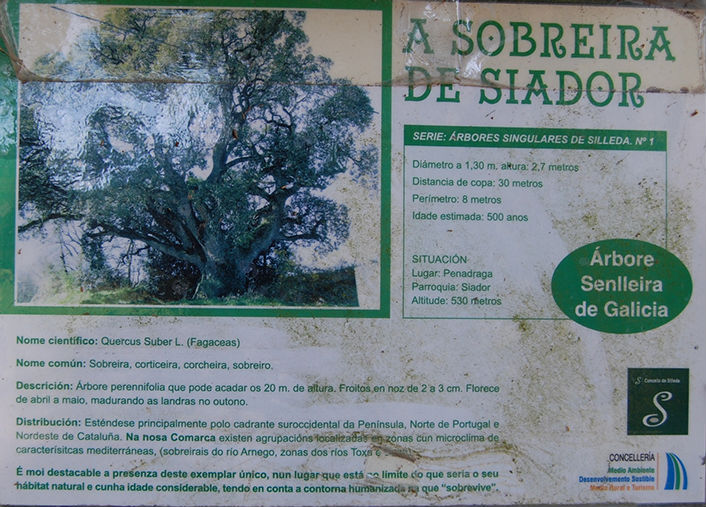 A SOBREIRA
DE SIADOR
SERIE: ÁRBORES SINGULARES DE SILLEDA. Nº 1
Diámetro a 1,30 m. altura: 2,7 metros
Distancia de copa: 30 metros
Perímetro: 8 metros
Idade estimada: 500 anos
SITUACIÓN
Lugar: Penadraga
Parroquia: Siador
Altitude: 530 metros
Árbore
Senlleira
de Galicia
Nome científico: Quercus Suber L. (Fagaceas)
Nome común: Sobreira, corticeira, corcheira, sobreiro.
Descrición: Árbore perennifolia que pode acadar os 20 m. de altura. Froitos en noz de 2 a 3 cm. Florece
de abril a maio, madurando as landras no outono.
Distribución: Esténdese principalmente polo cadrante suroccidental da Península, Norte de Portugal e
Nordeste de Cataluña. Na nosa Comarca existen agrupacións localizadas en zonas cun microclima de
caracterísitcas mediterráneas, (sobreirais do río Arnego, zonas dos ríos Toxa e
É moi destacable a presenza deste exemplar único, nun lugar que está no límite do que sería o seu
hábitat natural e cunha idade considerable, tendo en conta a contorna humanizada na que “sobrevive”.
Concello de Silleda
S
CONCELLERÍA
Medio Ambiente
Desenvolvemento Sostible
Medio Rural e Turismo